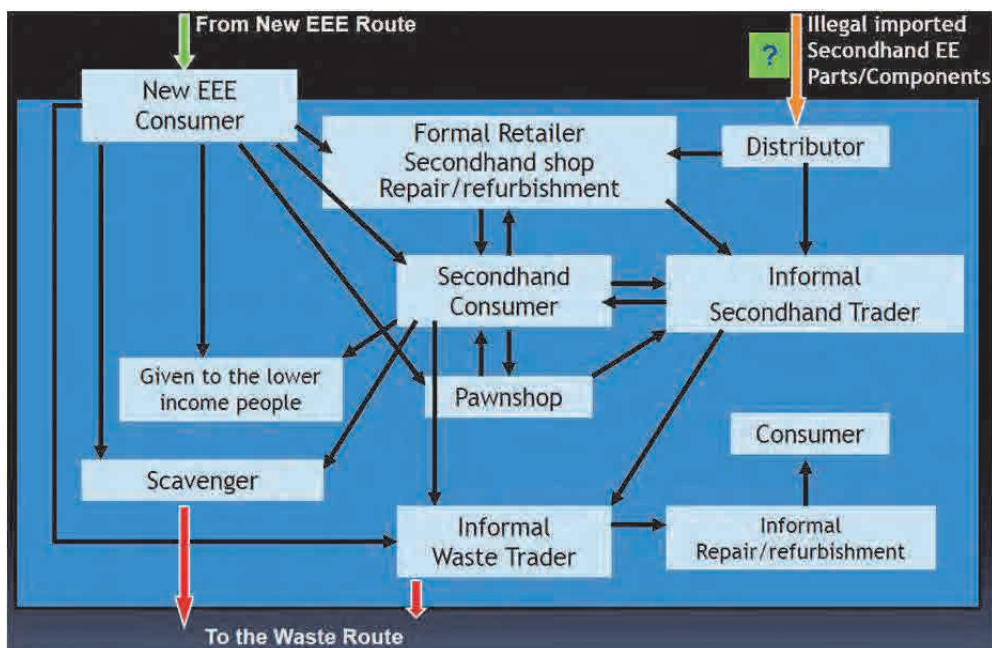 From New EEE Route
Illegal imported
Secondhand EE
Parts/Components
?
New EEE
Consumer
Formal Retailer
Secondhand shop
Repair/refurbishment
Distributor
Secondhand
Consumer
Informal
Secondhand Trader
Given to the lower
income people
Pawnshop
Consumer
Scavenger
Informal
Waste Trader
Informal
Repair/refurbishment
To the Waste Route